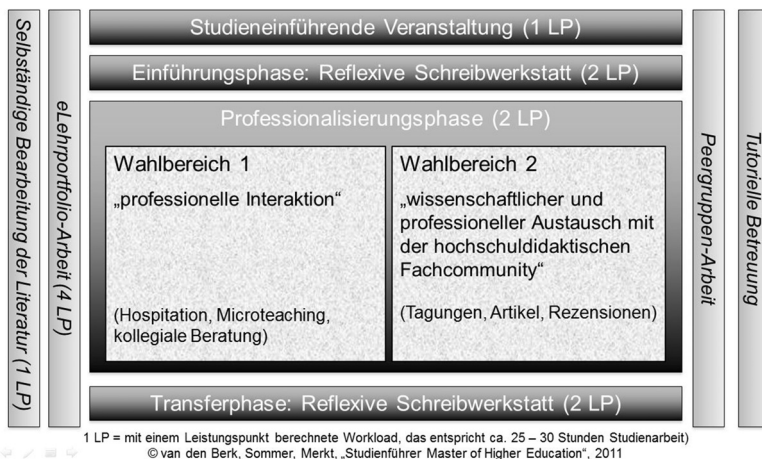 Selbständige Bearbeitung der Literatur (1 LP)
eLehrportfolio-Arbeit (4 LP)
Studieneinführende Veranstaltung (1 LP)
Einführungsphase: Reflexive Schreibwerkstatt (2 LP)
Professionalisierungsphase (2 LP)
Wahlbereich 1
„professionelle Interaktion“
(Hospitation, Microteaching,
kollegiale Beratung)
Wahlbereich 2
„wissenschaftlicher und
professioneller Austausch mit
der hochschuldidaktischen
Fachcommunity“
(Tagungen, Artikel, Rezensionen)
Transferphase: Reflexive Schreibwerkstatt (2 LP)
Peergruppen-Arbeit
Tutorielle Betreuung
1 LP = mit einem Leistungspunkt berechnete Workload, das entspricht ca. 25 – 30 Stunden Studienarbeit)
© van den Berk, Sommer, Merkt, „Studienführer Master of Higher Education“, 2011